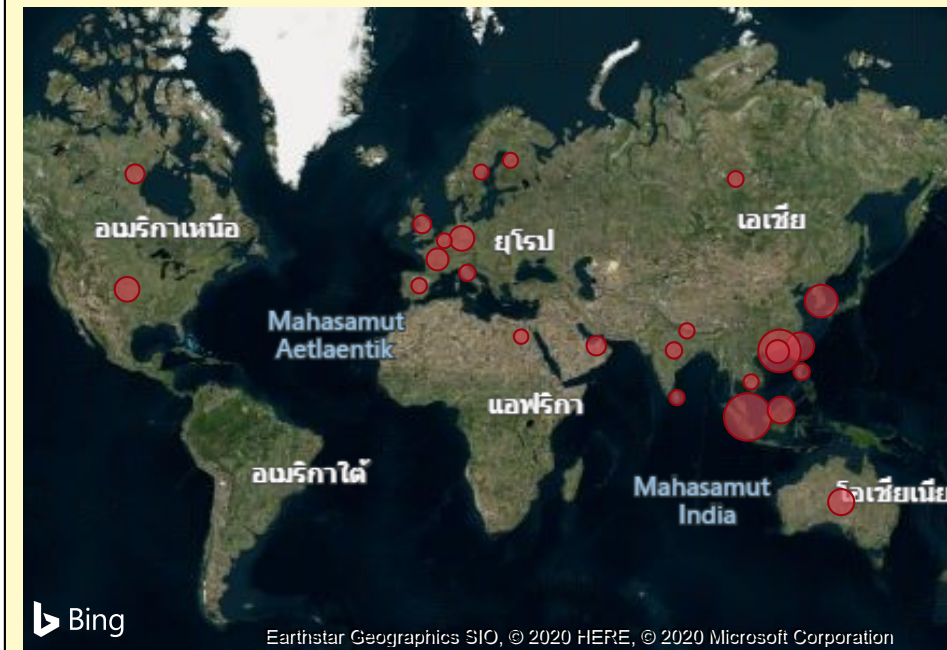 อเมริกาเหนือ
ยุโรป
เอเชีย
Mahasamut
Aetlaentik
แอฟริกา
อเมริกาใต้
Mahasamut
India
โอเชียเนีย
Bing
Earthstar Geographics SIO, © 2020 HERE, © 2020 Microsoft Corporation